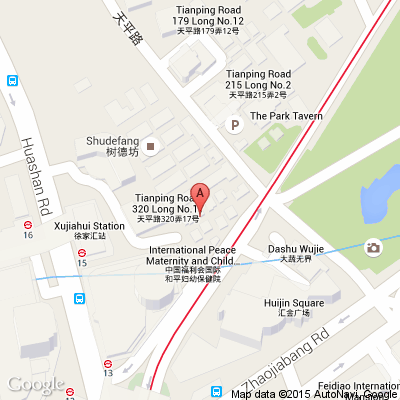 Tianping Road
179 Long No.12
天平路179弄12号
天平路
Tianping Road
215 Long No.2
天平路215弄2号
The Park Tavern
P
Shudefang
树德坊
Huashan Rd
A
Tianping Road
320 Long No.1
天平路320弄17号
Xujiahui Station
徐家汇站
16
15
International Peace
Maternity and Child...
中国福利会国际
和平妇幼保健院
Dashu Wujie
大蔬无界
Huijin Square
汇金广场
Zhaojiabang Rd
13
14
Feidiao Internation
Mansion
Google
Map data ©2015 AutoNavi, Google